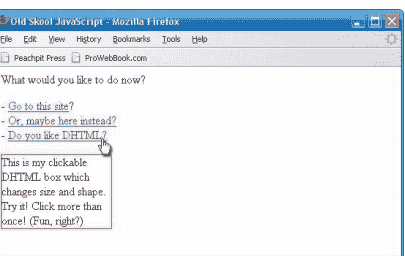 Old Skool JavaScript - Mozilla Firefox
File Edit View History Bookmarks Tools Help
Peachpit Press ProWebBook.com
What would you like to do now?
- Go to this site?
- Or, maybe here instead?
- Do you like DHTML?
This is my clickable
DHTML box which
changes size and shape.
Try it! Click more than
once! (Fun, right?)